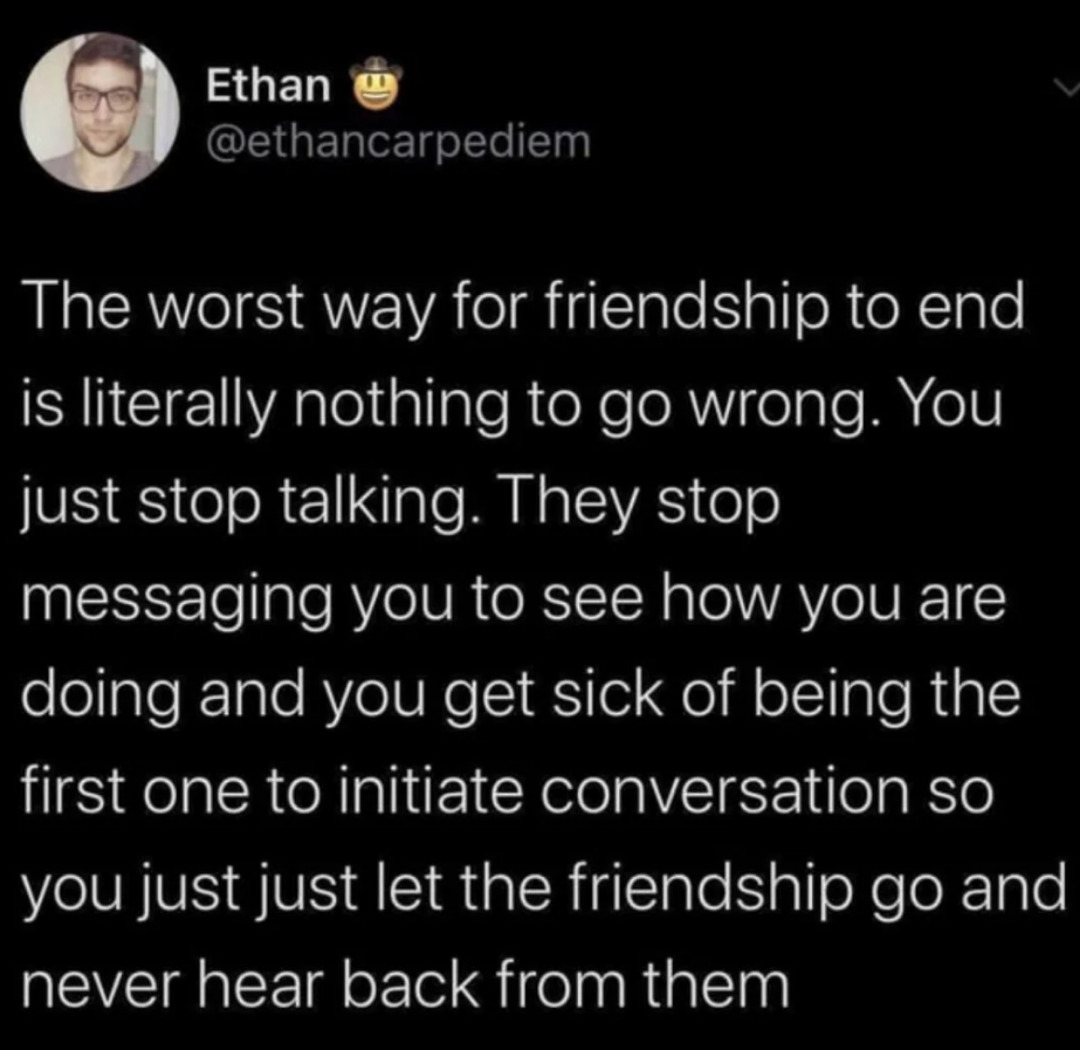 Ethan 🤠
@ethancarpediem
The worst way for friendship to end
is literally nothing to go wrong. You
just stop talking. They stop
messaging you to see how you are
doing and you get sick of being the
first one to initiate conversation so
you just just let the friendship go and
never hear back from them